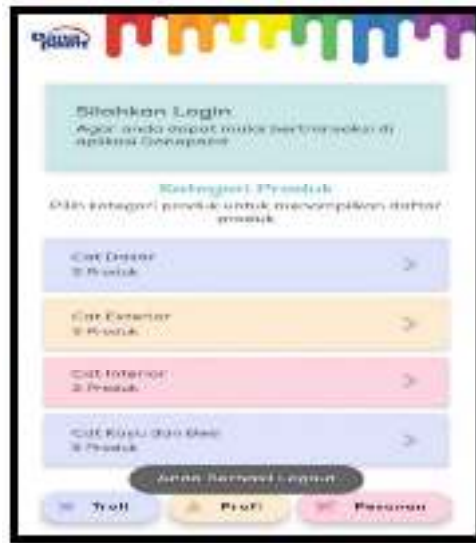 Silahkan Login
Agar anda dapat mulai bertransaksi di
aplikasi Danapaint
Kategori Produk
Pilih kategori produk untuk menampilkan daftar
produk
Cat Dasar
Produk
Cat Exterior
Produk
Cat Interior
Produk
Cat Kayu dan Besi
Produk
Anda Berhasil Logout
Troli
Profil
Pesanan